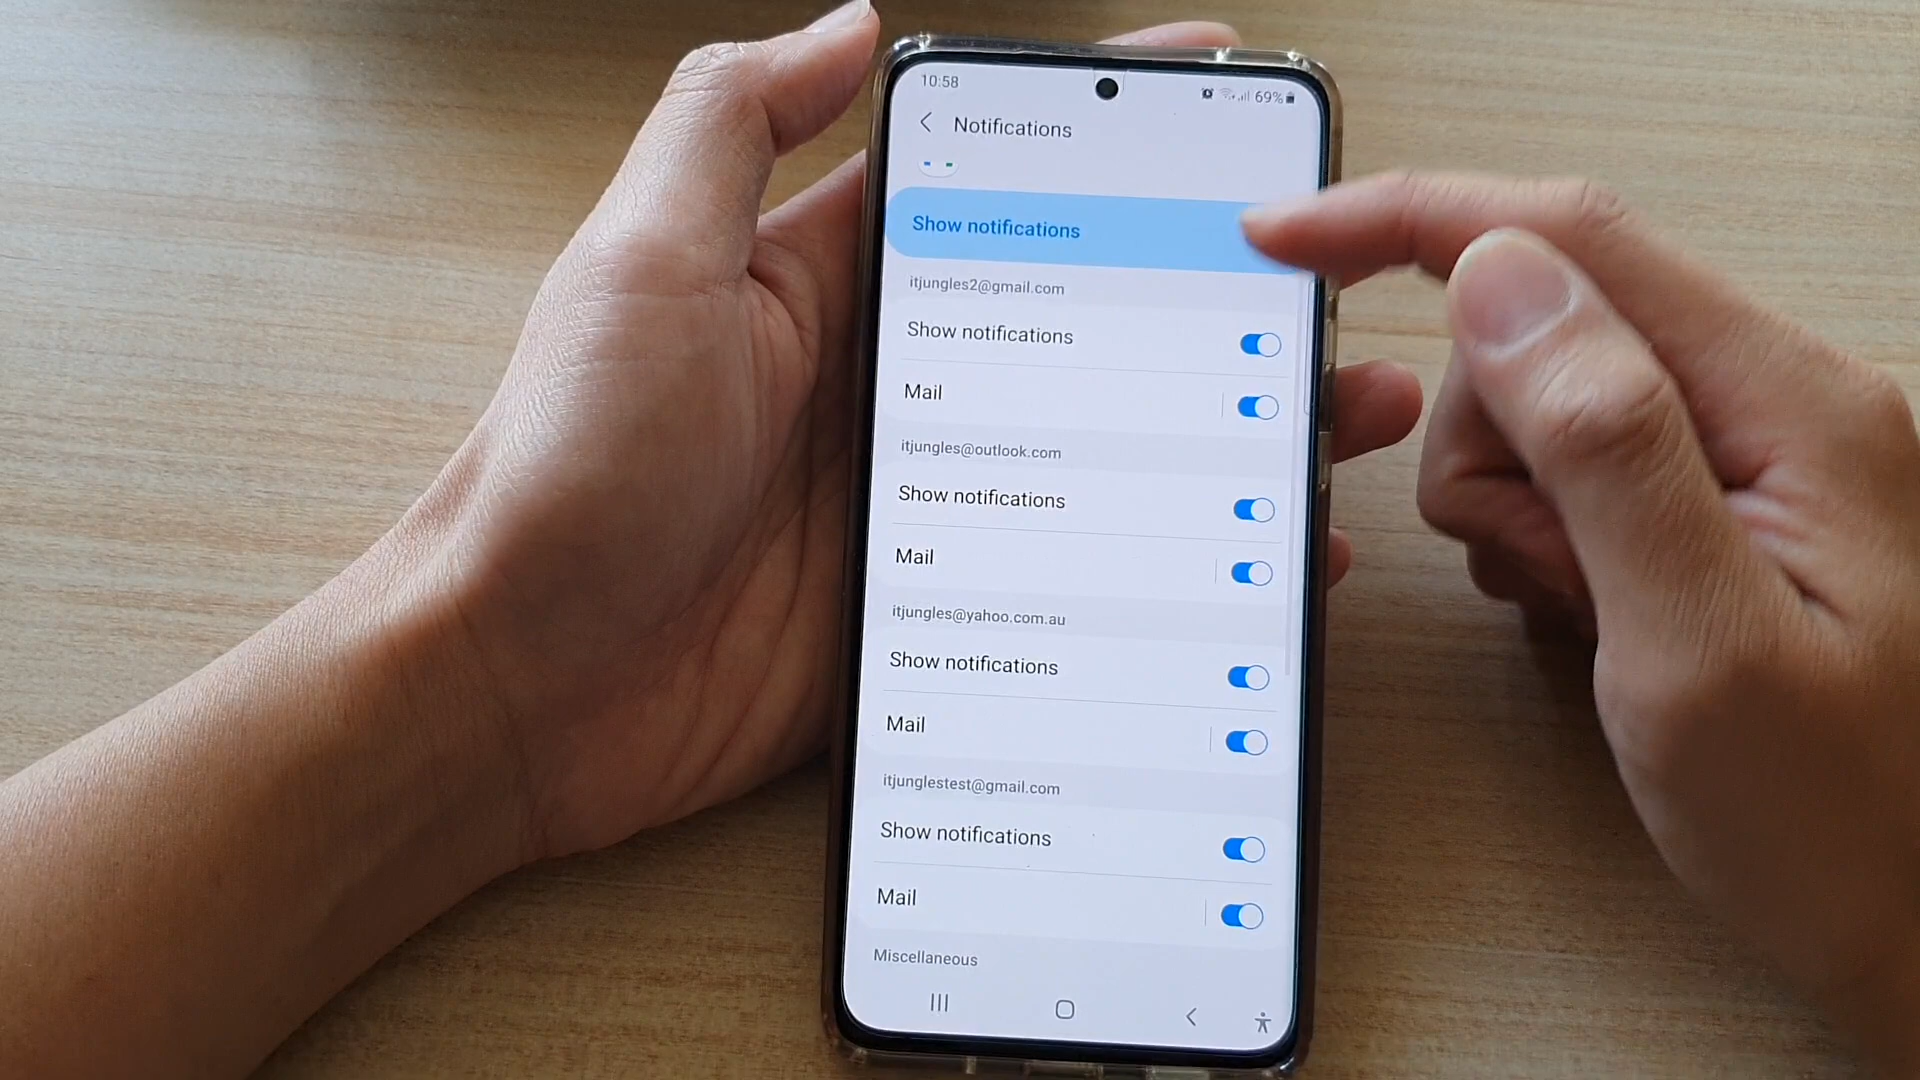 10:58
69%
Notifications
Show notifications
itjungles2@gmail.com
Show notifications
Mail
itjungles@outlook.com
Show notifications
Mail
itjungles@yahoo.com.au
Show notifications
Mail
itjunglestest@gmail.com
Show notifications
Mail
Miscellaneous